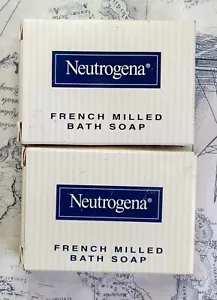 Neutrogena®
FRENCH MILLED
BATH SOAP
Neutrogena®
FRENCH MILLED
BATH SOAP